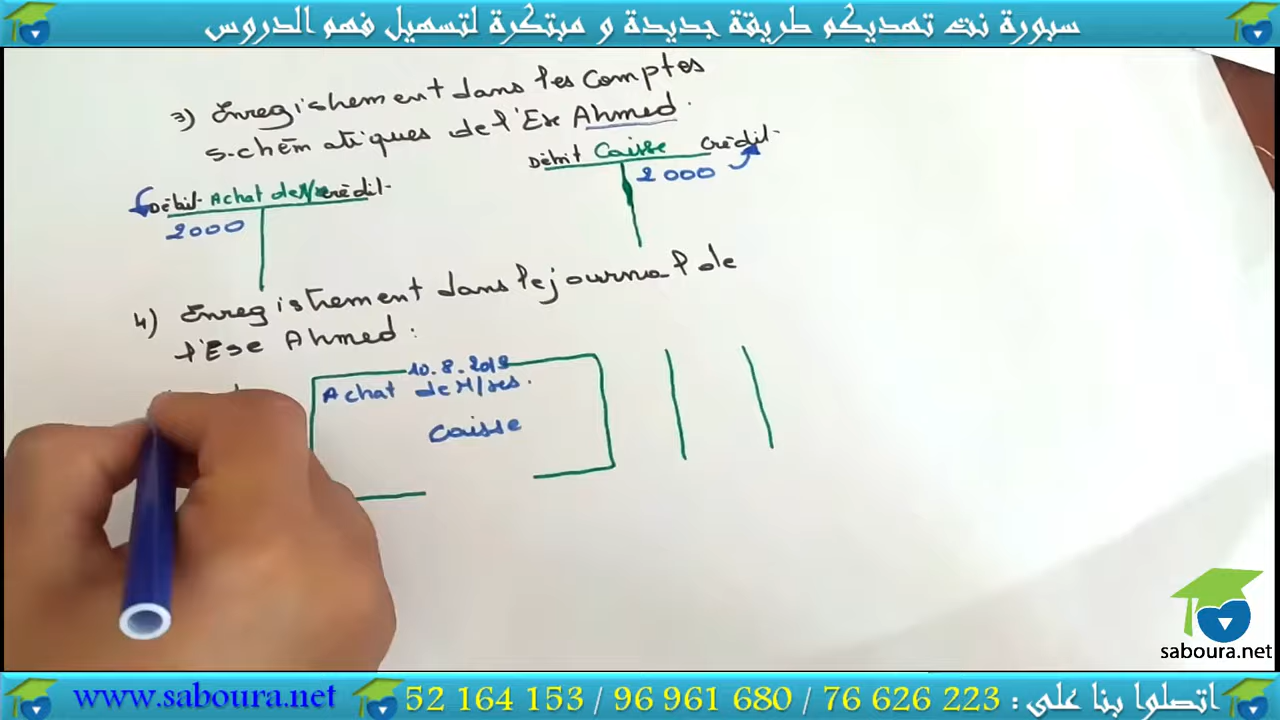 سبورة نت تهديكم طريقة جديدة و مبتكرة لتسهيل فهم الدروس
3) Enregistrement dans les Comptes
schématiques de l'Ese Ahmed.
Débit Caisse Crédit
2 000
Débit Achat de M/ses Crédit
2000
4) Enregistrement dans le journal de
l'Ese Ahmed :
10.8.2018
Achat de M/ses.
Caisse
saboura.net
www.saboura.net
52 164 153 / 96 961 680 / 76 626 223 : اتصلوا بنا على